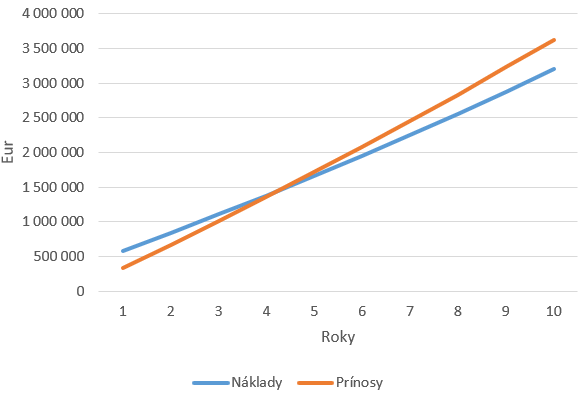 4 000 000
3 500 000
3 000 000
2 500 000
2 000 000
1 500 000
1 000 000
500 000
0
Eur
1 2 3 4 5 6 7 8 9 10
Roky
Náklady Prínosy